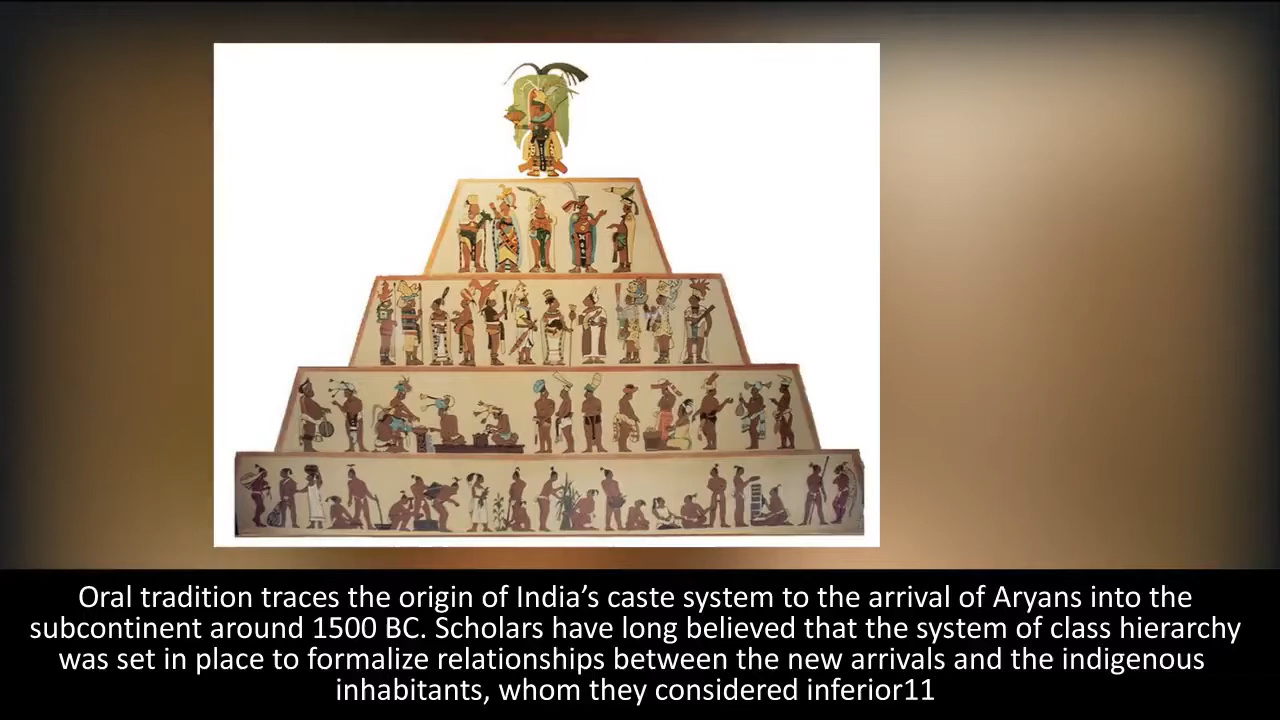 Oral tradition traces the origin of India’s caste system to the arrival of Aryans into the
subcontinent around 1500 BC. Scholars have long believed that the system of class hierarchy
was set in place to formalize relationships between the new arrivals and the indigenous
inhabitants, whom they considered inferior11